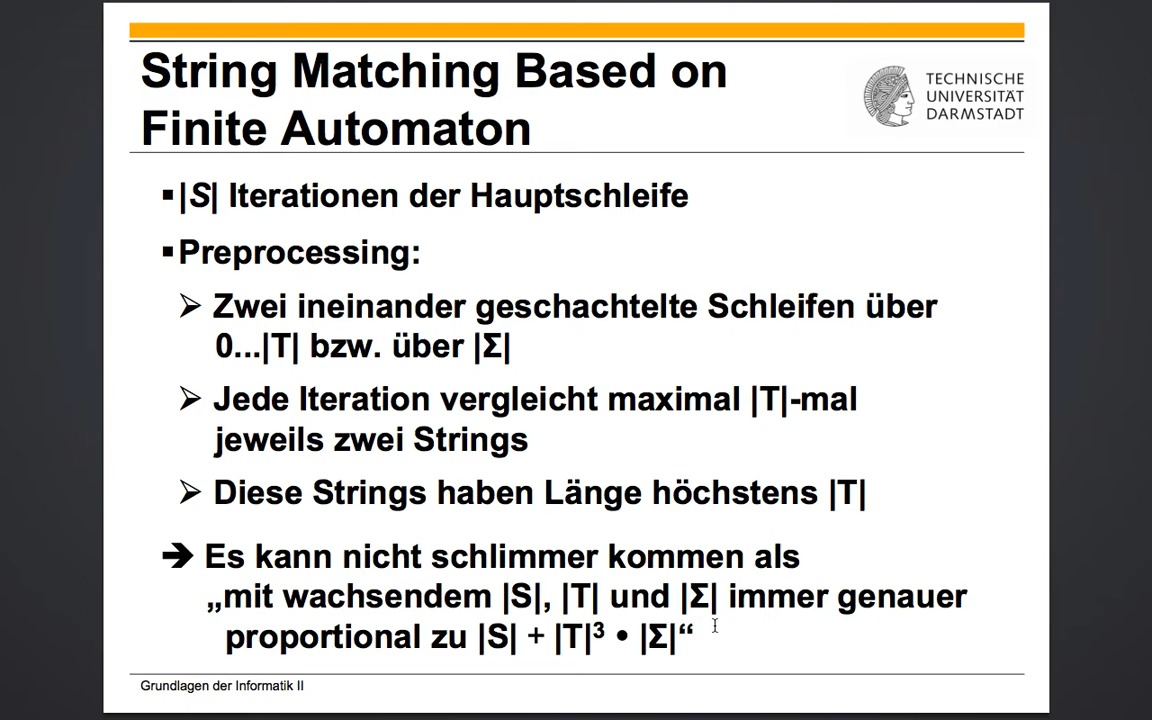 String Matching Based on
Finite Automaton
TECHNISCHE
UNIVERSITÄT
DARMSTADT
▪|S| Iterationen der Hauptschleife
▪Preprocessing:
➢ Zwei ineinander geschachtelte Schleifen über
0...|T| bzw. über |Σ|
➢ Jede Iteration vergleicht maximal |T|-mal
jeweils zwei Strings
➢ Diese Strings haben Länge höchstens |T|
➔ Es kann nicht schlimmer kommen als
„mit wachsendem |S|, |T| und |Σ| immer genauer
proportional zu |S| + |T|³ • |Σ|“
Grundlagen der Informatik II